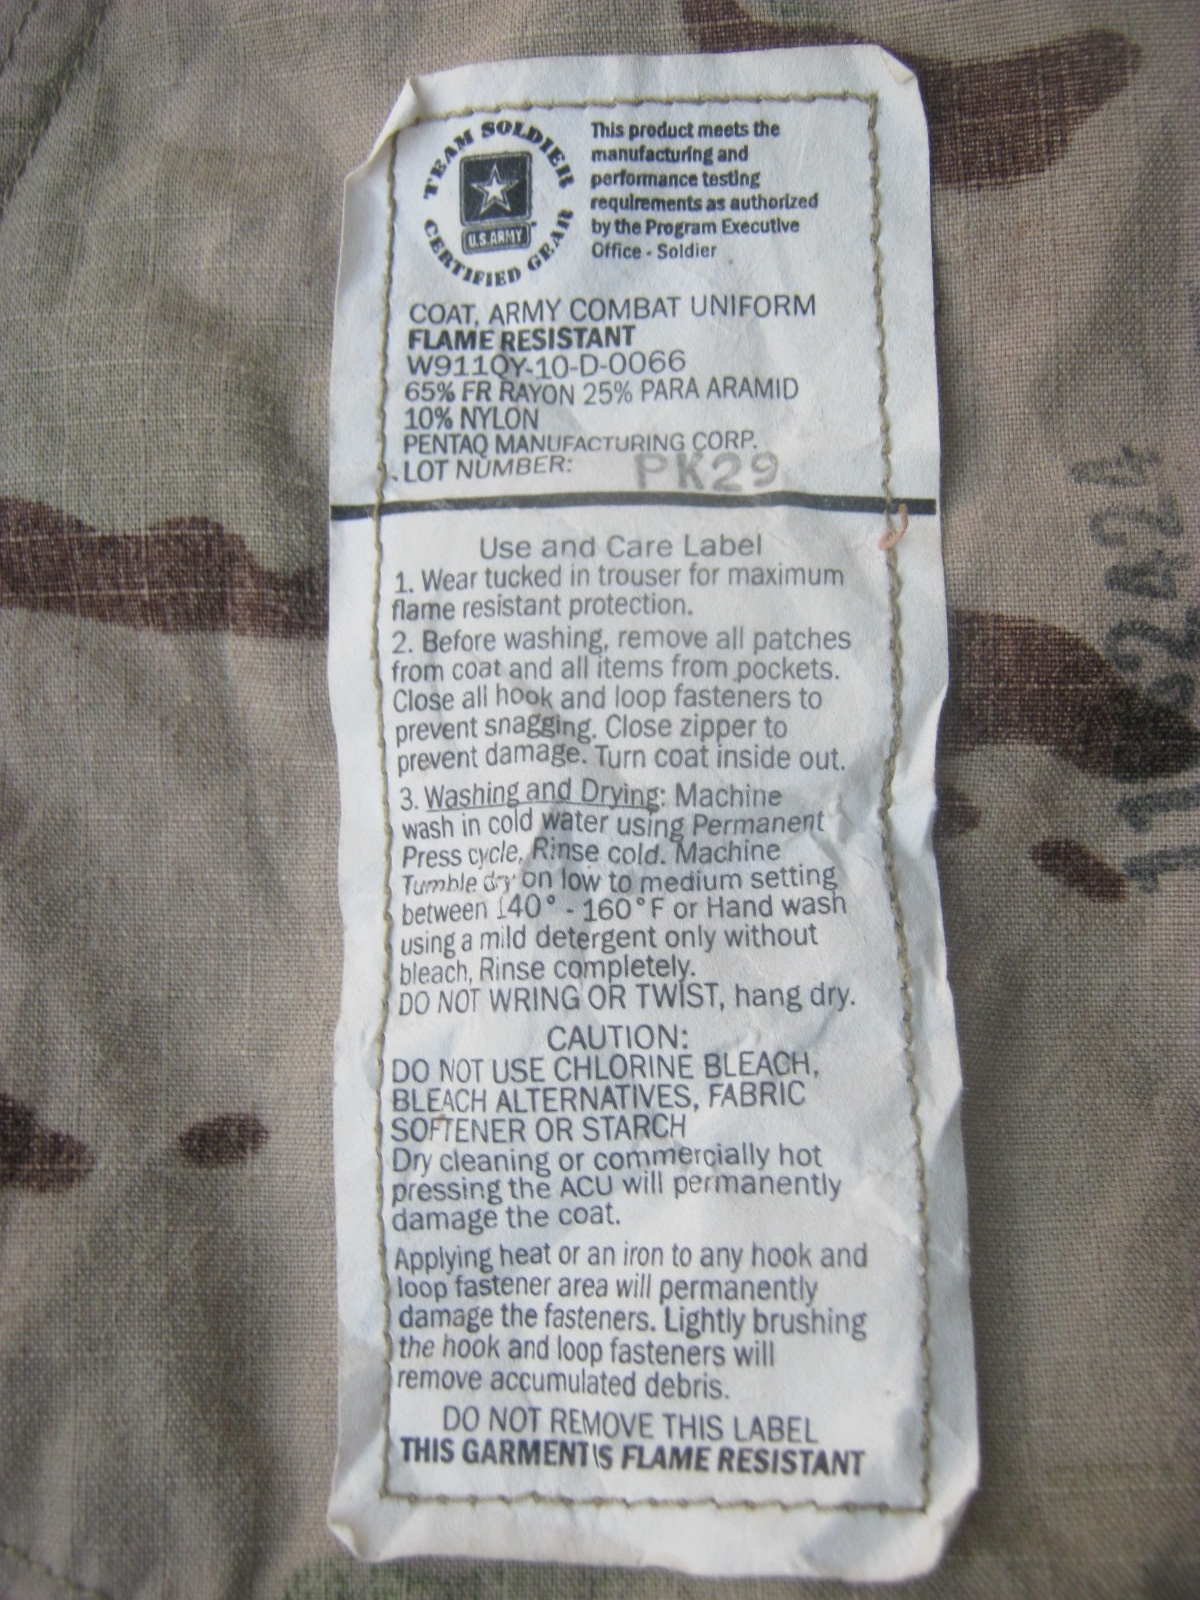 TEAM SOLDIER
U.S. ARMY
CERTIFIED GEAR
This product meets the
manufacturing and
performance testing
requirements as authorized
by the Program Executive
Office - Soldier
COAT, ARMY COMBAT UNIFORM
FLAME RESISTANT
W911QY-10-D-0066
65% FR RAYON 25% PARA ARAMID
10% NYLON
PENTAQ MANUFACTURING CORP.
LOT NUMBER: PK29
Use and Care Label
1. Wear tucked in trouser for maximum
flame resistant protection.
2. Before washing, remove all patches
from coat and all items from pockets.
Close all hook and loop fasteners to
prevent snagging. Close zipper to
prevent damage. Turn coat inside out.
3. Washing and Drying: Machine
wash in cold water using Permanent
Press cycle, Rinse cold. Machine
Tumble dry on low to medium setting
between 140° - 160°F or Hand wash
using a mild detergent only without
bleach, Rinse completely.
DO NOT WRING OR TWIST, hang dry.
CAUTION:
DO NOT USE CHLORINE BLEACH,
BLEACH ALTERNATIVES, FABRIC
SOFTENER OR STARCH
Dry cleaning or commercially hot
pressing the ACU will permanently
damage the coat.
Applying heat or an iron to any hook and
loop fastener area will permanently
damage the fasteners. Lightly brushing
the hook and loop fasteners will
remove accumulated debris.
DO NOT REMOVE THIS LABEL
THIS GARMENT IS FLAME RESISTANT